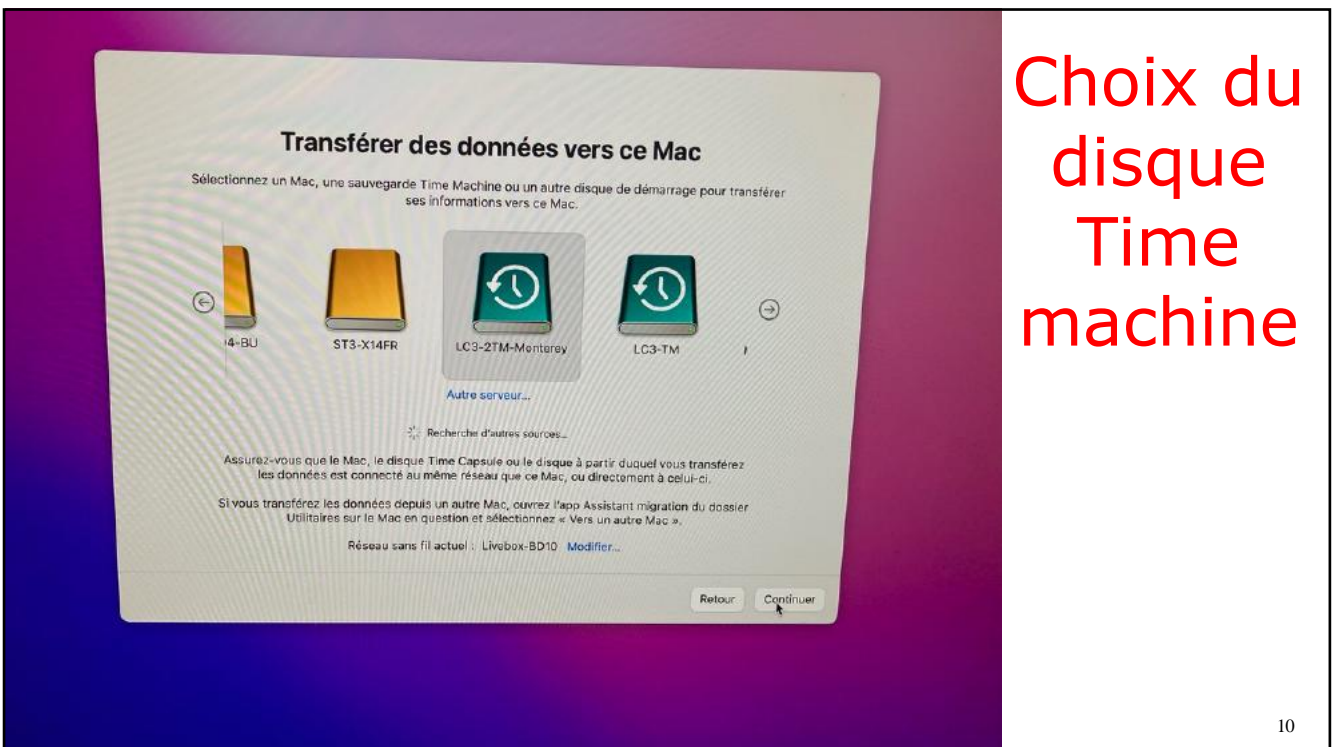 Transférer des données vers ce Mac
Sélectionnez un Mac, une sauvegarde Time Machine ou un autre disque de démarrage pour transférer
ses informations vers ce Mac.
4-BU
ST3-X14FR
LC3-2TM-Monterey
LC3-TM
Autre serveur...
Recherche d'autres sources...
Assurez-vous que le Mac, le disque Time Capsule ou le disque à partir duquel vous transférez
les données est connecté au même réseau que ce Mac, ou directement à celui-ci.
Si vous transférez les données depuis un autre Mac, ouvrez l'app Assistant migration du dossier
Utilitaires sur le Mac en question et sélectionnez « Vers un autre Mac ».
Réseau sans fil actuel : Livebox-BD10 Modifier...
Retour
Continuer
Choix du
disque
Time
machine
10